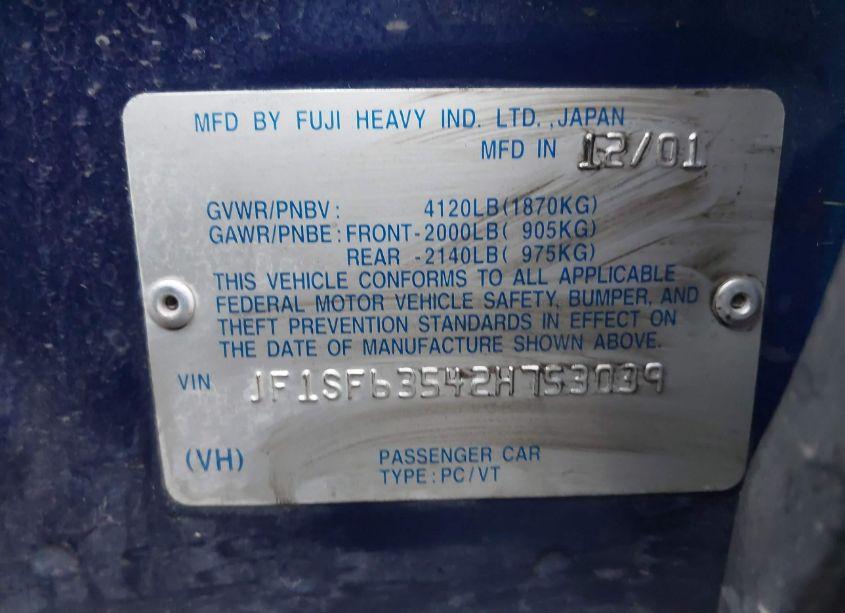 MFD BY FUJI HEAVY IND. LTD.,JAPAN
MFD IN 12/01
GVWR/PNBV: 4120LB(1870KG)
GAWR/PNBE:FRONT-2000LB( 905KG)
REAR -2140LB( 975KG)
THIS VEHICLE CONFORMS TO ALL APPLICABLE
FEDERAL MOTOR VEHICLE SAFETY, BUMPER, AND
THEFT PREVENTION STANDARDS IN EFFECT ON
THE DATE OF MANUFACTURE SHOWN ABOVE.
VIN JF1SF63542H753039
(VH) PASSENGER CAR
TYPE:PC/VT